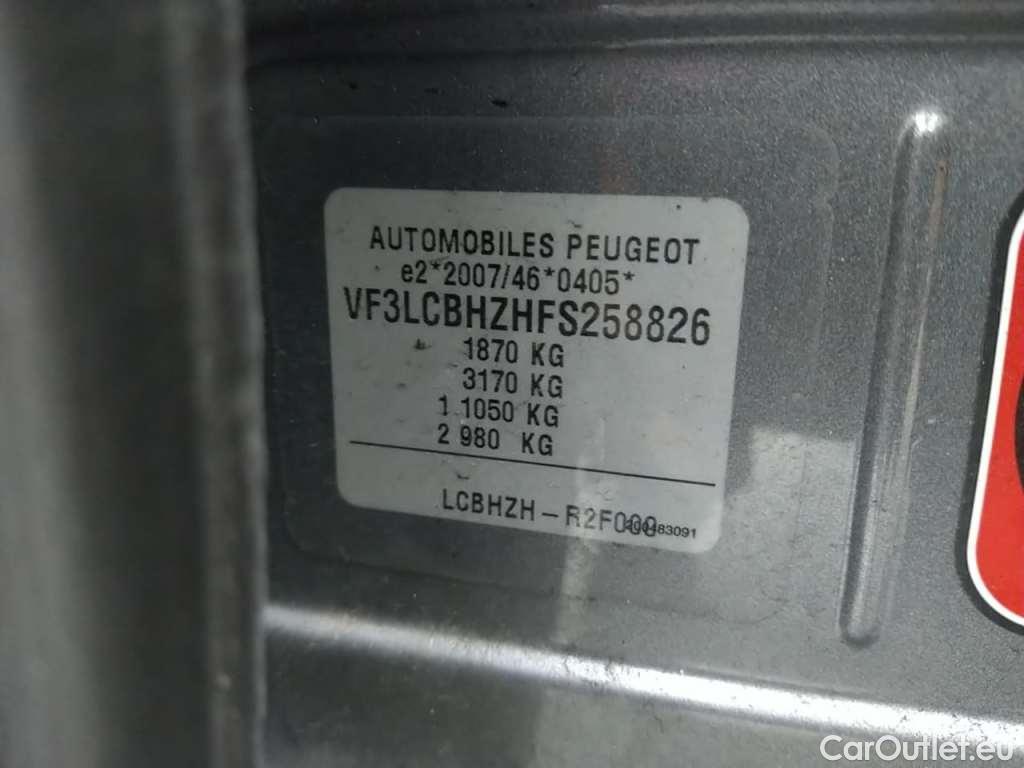 AUTOMOBILES PEUGEOT
e2*2007/46*0405*
VF3LCBHZHFS258826
1870 KG
3170 KG
1 1050 KG
2 980 KG
LCBHZH - R2F000
CarOutlet.eu